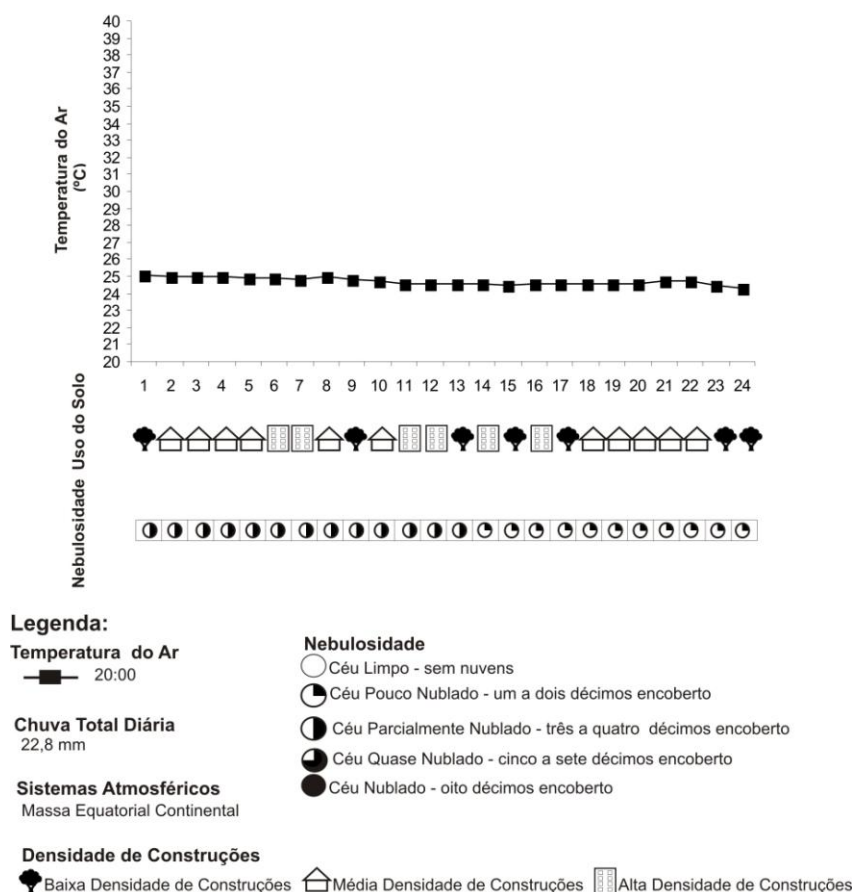 Temperatura do Ar
(ºC)
40
39
38
37
36
35
34
33
32
31
30
29
28
27
26
25
24
23
22
21
20
1 2 3 4 5 6 7 8 9 10 11 12 13 14 15 16 17 18 19 20 21 22 23 24
Uso do Solo
Nebulosidade
Legenda:
Temperatura do Ar
20:00
Chuva Total Diária
22,8 mm
Sistemas Atmosféricos
Massa Equatorial Continental
Nebulosidade
Céu Limpo - sem nuvens
Céu Pouco Nublado - um a dois décimos encoberto
Céu Parcialmente Nublado - três a quatro décimos encoberto
Céu Quase Nublado - cinco a sete décimos encoberto
Céu Nublado - oito décimos encoberto
Densidade de Construções
Baixa Densidade de Construções Média Densidade de Construções Alta Densidade de Construções